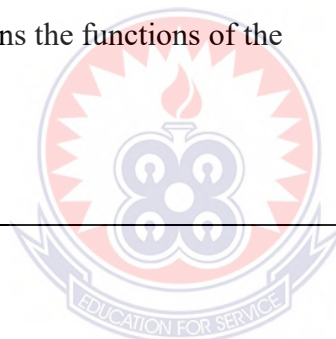 ns the functions of the
EDUCATION FOR SERVICE